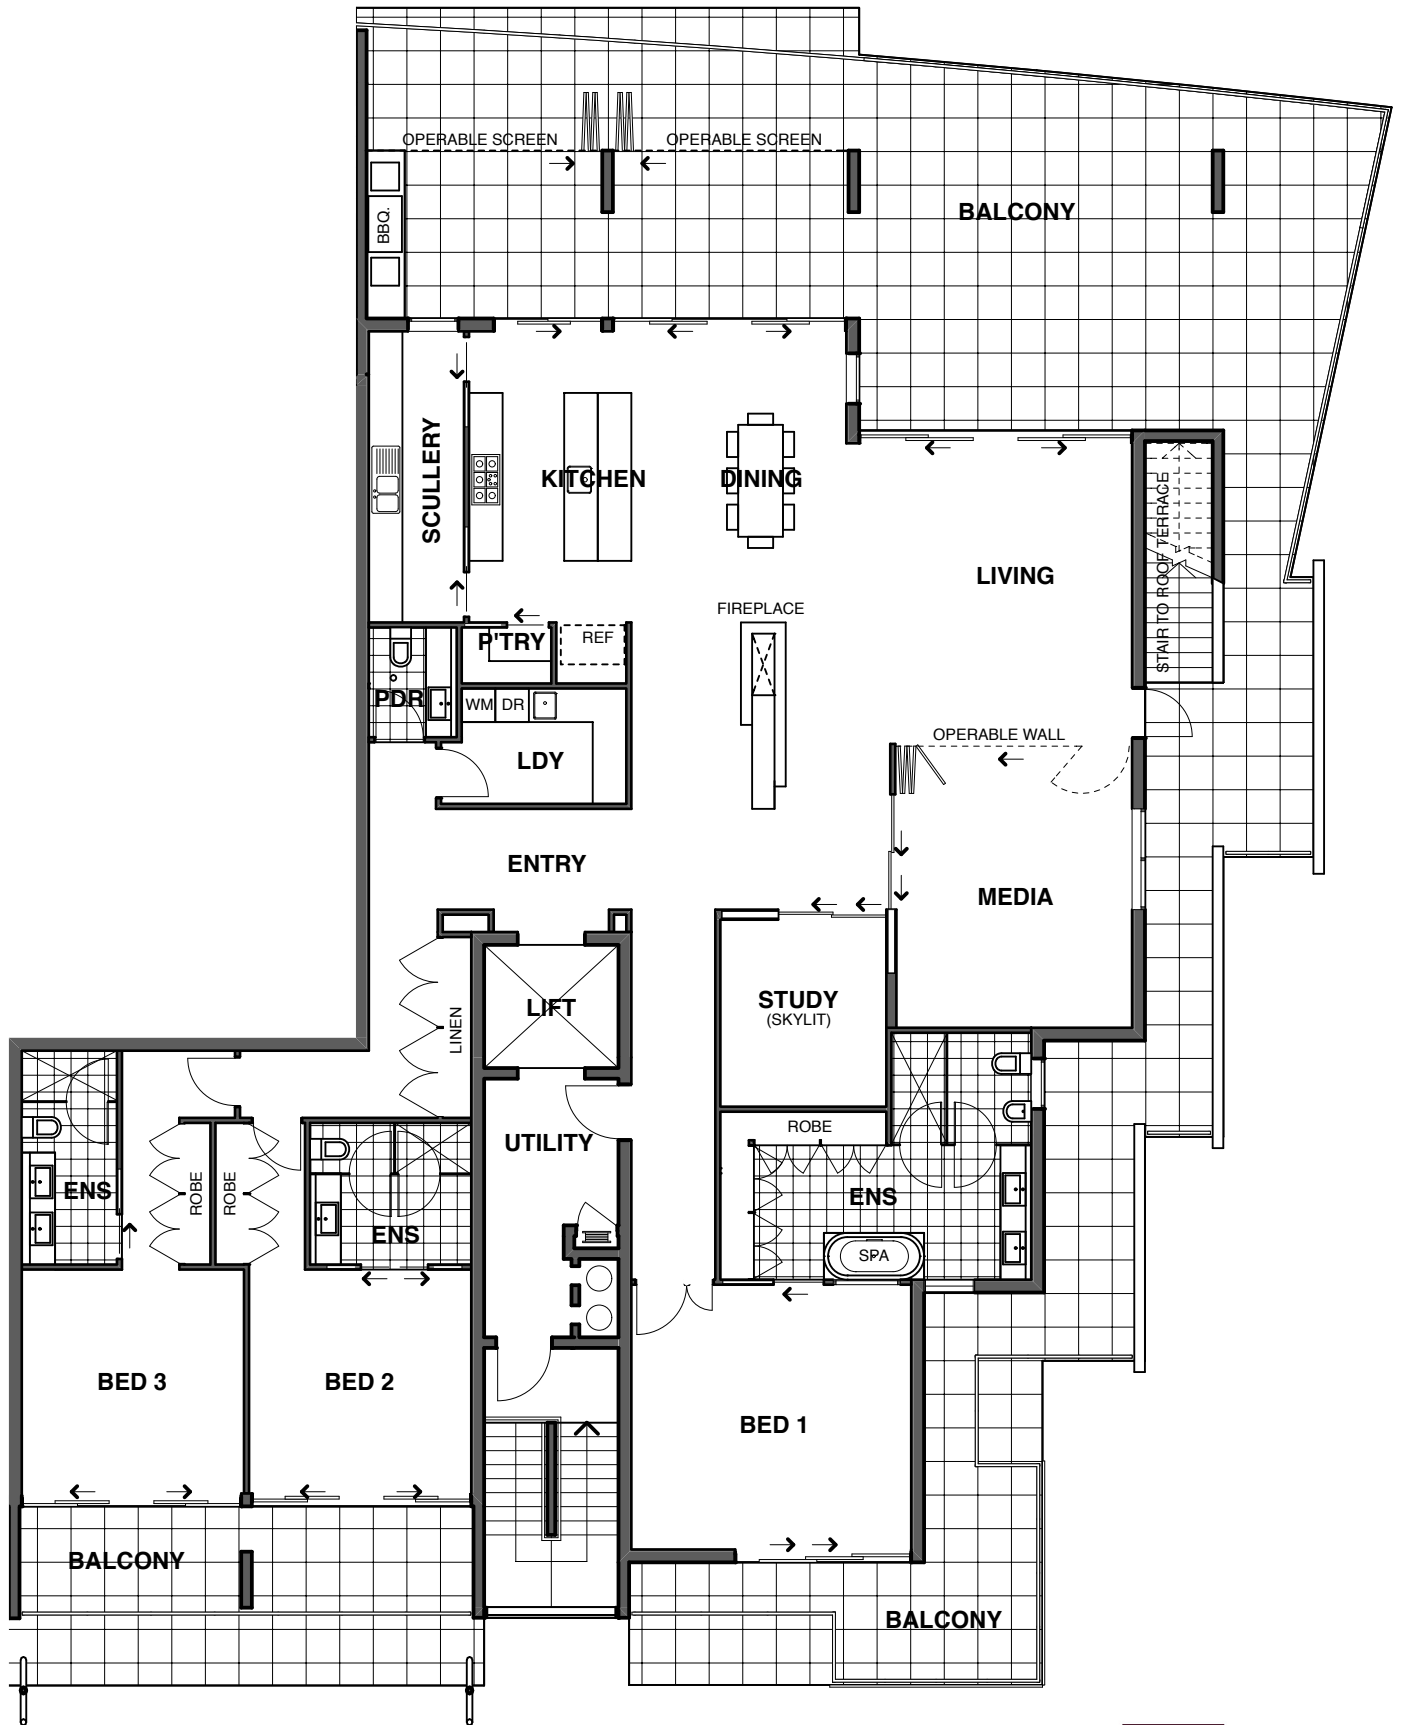 OPERABLE SCREEN
OPERABLE SCREEN
BALCONY
BBQ.
SCULLERY
KITCHEN
DINING
LIVING
STAIR TO ROOF TERRACE
FIREPLACE
P'TRY
REF
PDR
WM
DR
LDY
OPERABLE WALL
ENTRY
MEDIA
STUDY
(SKYLIT)
LIFT
LINEN
UTILITY
ROBE
ENS
ROBE
ROBE
ENS
ENS
SPA
BED 3
BED 2
BED 1
BALCONY
BALCONY